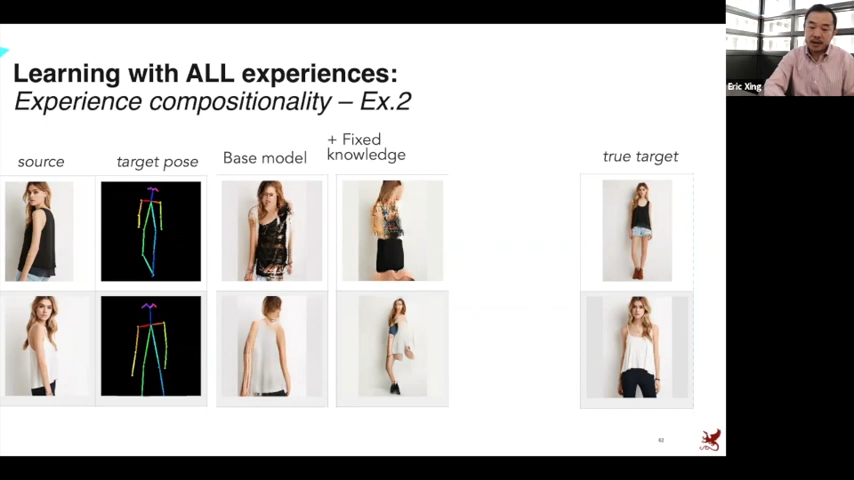 Learning with ALL experiences:
Experience compositionality – Ex.2
source
target pose
Base model
+ Fixed
knowledge
true target
Eric Xing
92